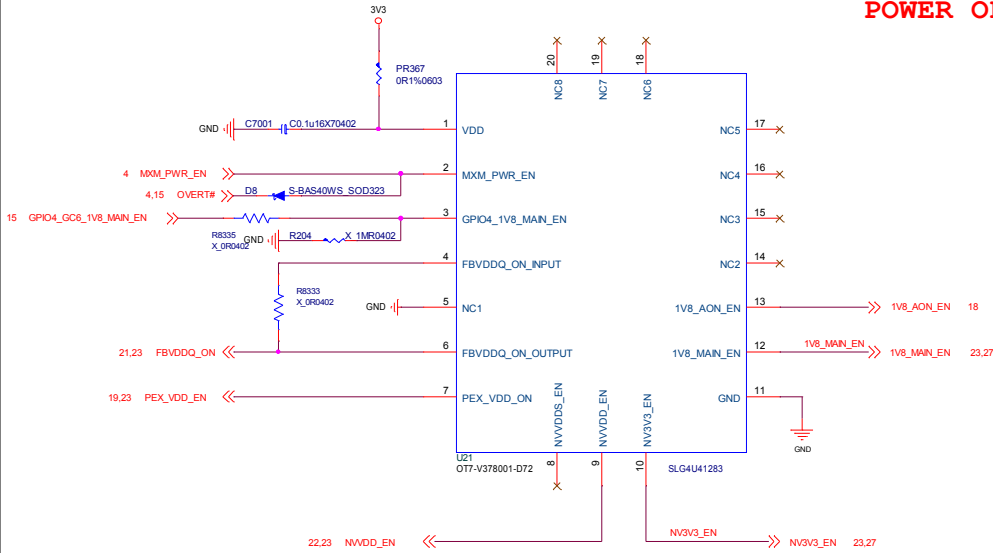 POWER O
3V3
PR367
0R1%0603
20
19
18
NC8
NC7
NC6
GND C7001 C0.1u16X70402 1 VDD NC5 17
4 MXM_PWR_EN 2 MXM_PWR_EN NC4 16
4,15 OVERT# D8 S-BAS40WS_SOD323
15 GPIO4_GC6_1V8_MAIN_EN 3 GPIO4_1V8_MAIN_EN NC3 15
R8335
X_0R0402
GND R204 X_1MR0402
4 FBVDDQ_ON_INPUT NC2 14
R8333
X_0R0402
GND 5 NC1 1V8_AON_EN 13 1V8_AON_EN 18
21,23 FBVDDQ_ON 6 FBVDDQ_ON_OUTPUT 1V8_MAIN_EN 12 1V8_MAIN_EN 1V8_MAIN_EN 23,27
19,23 PEX_VDD_EN 7 PEX_VDD_ON GND 11
NVVDDS_EN
NVVDD_EN
NV3V3_EN
GND
U21
OT7-V378001-D72
8
9
10
SLG4U41283
22,23 NVVDD_EN NV3V3_EN NV3V3_EN 23,27